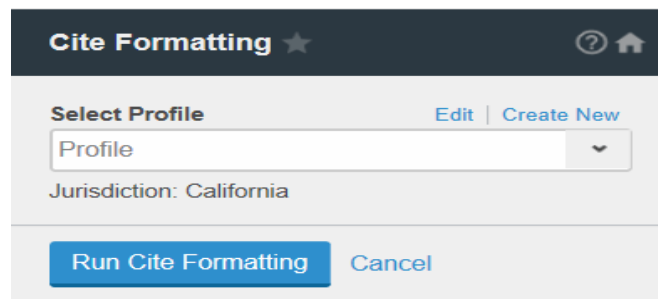 Cite Formatting
Select Profile Edit | Create New
Profile
Jurisdiction: California
Run Cite Formatting Cancel